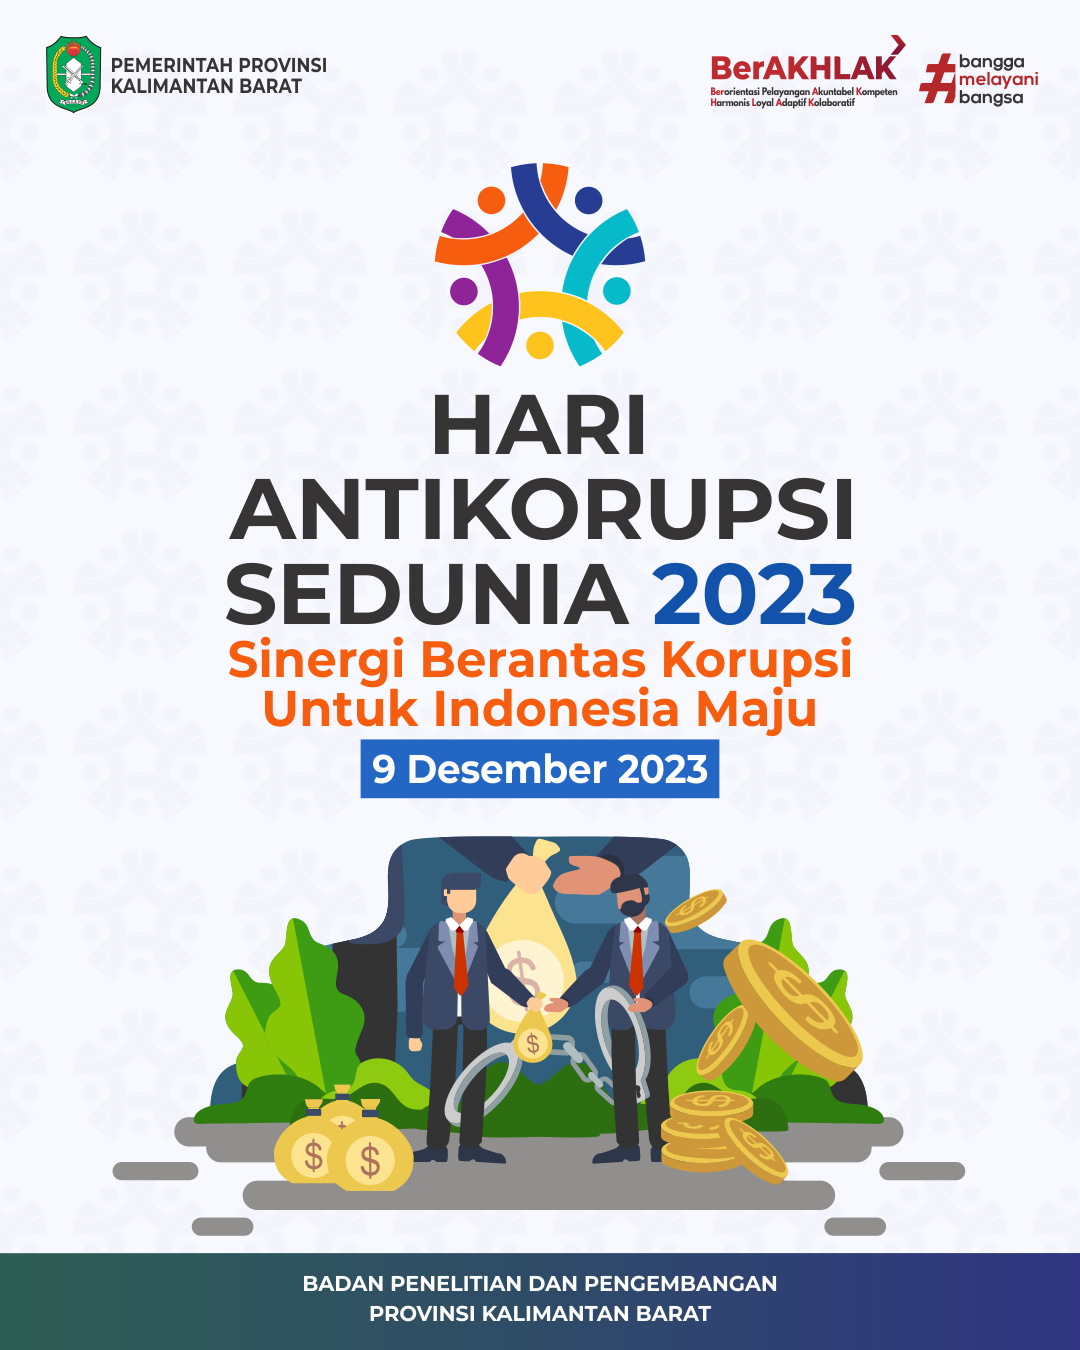 PEMERINTAH PROVINSI
KALIMANTAN BARAT
BerAKHLAK
Berorientasi Pelayangan Akuntabel Kompeten
Harmonis Loyal Adaptif Kolaboratif
#
bangga
melayani
bangsa
HARI
ANTIKORUPSI
SEDUNIA 2023
Sinergi Berantas Korupsi
Untuk Indonesia Maju
9 Desember 2023
$
$
$
$
$
$
$
$
$
BADAN PENELITIAN DAN PENGEMBANGAN
PROVINSI KALIMANTAN BARAT